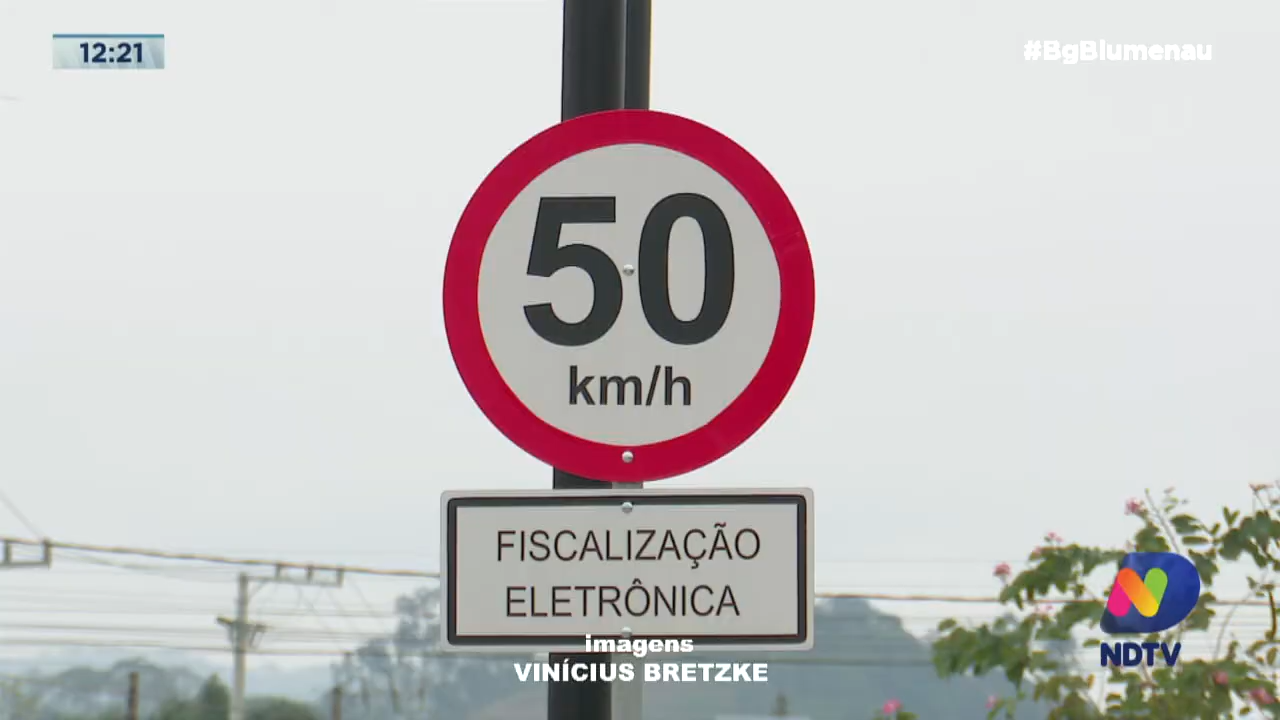 12:21
#BgBlumenau
50
km/h
FISCALIZAÇÃO
ELETRÔNICA
imagens
VINÍCIUS BRETZKE
NDTV